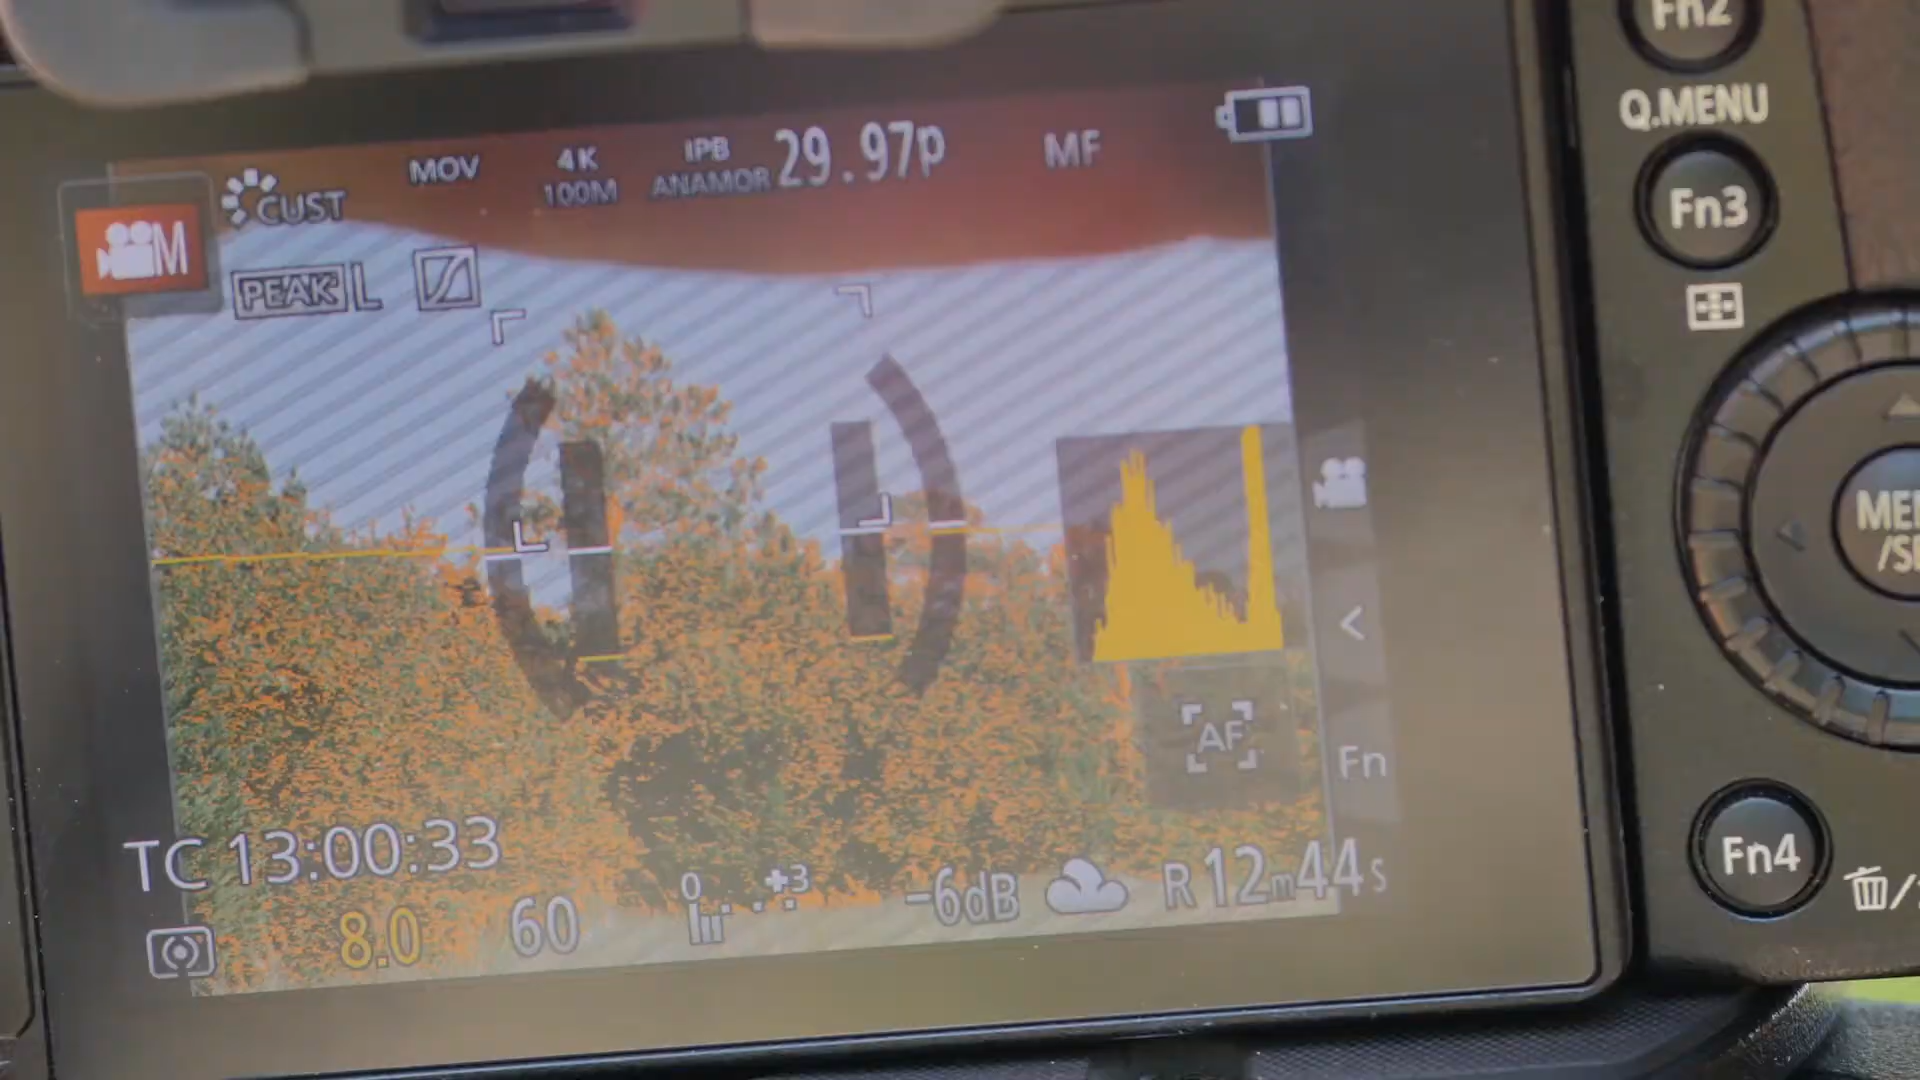 Fn2
Q.MENU
Fn3
MOV 4K 100M IPB ANAMOR 29.97p MF
M
CUST
PEAK L
AF
Fn
TC 13:00:33
8.0 60 0 +3 -6dB R12m44s
Fn4